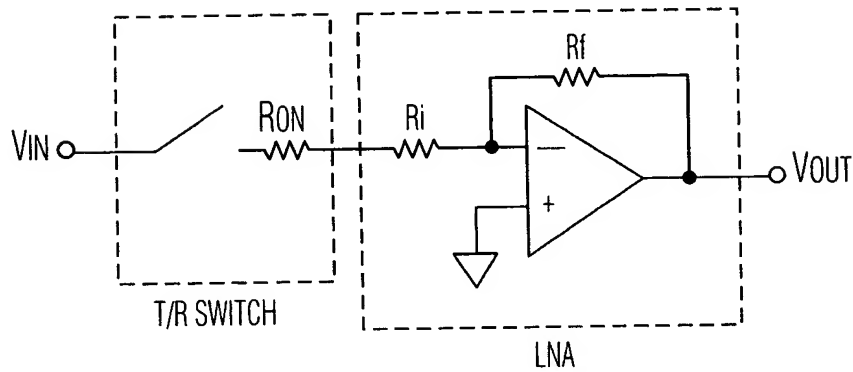 Rf
RON
Ri
VIN
−
+
VOUT
T/R SWITCH
LNA